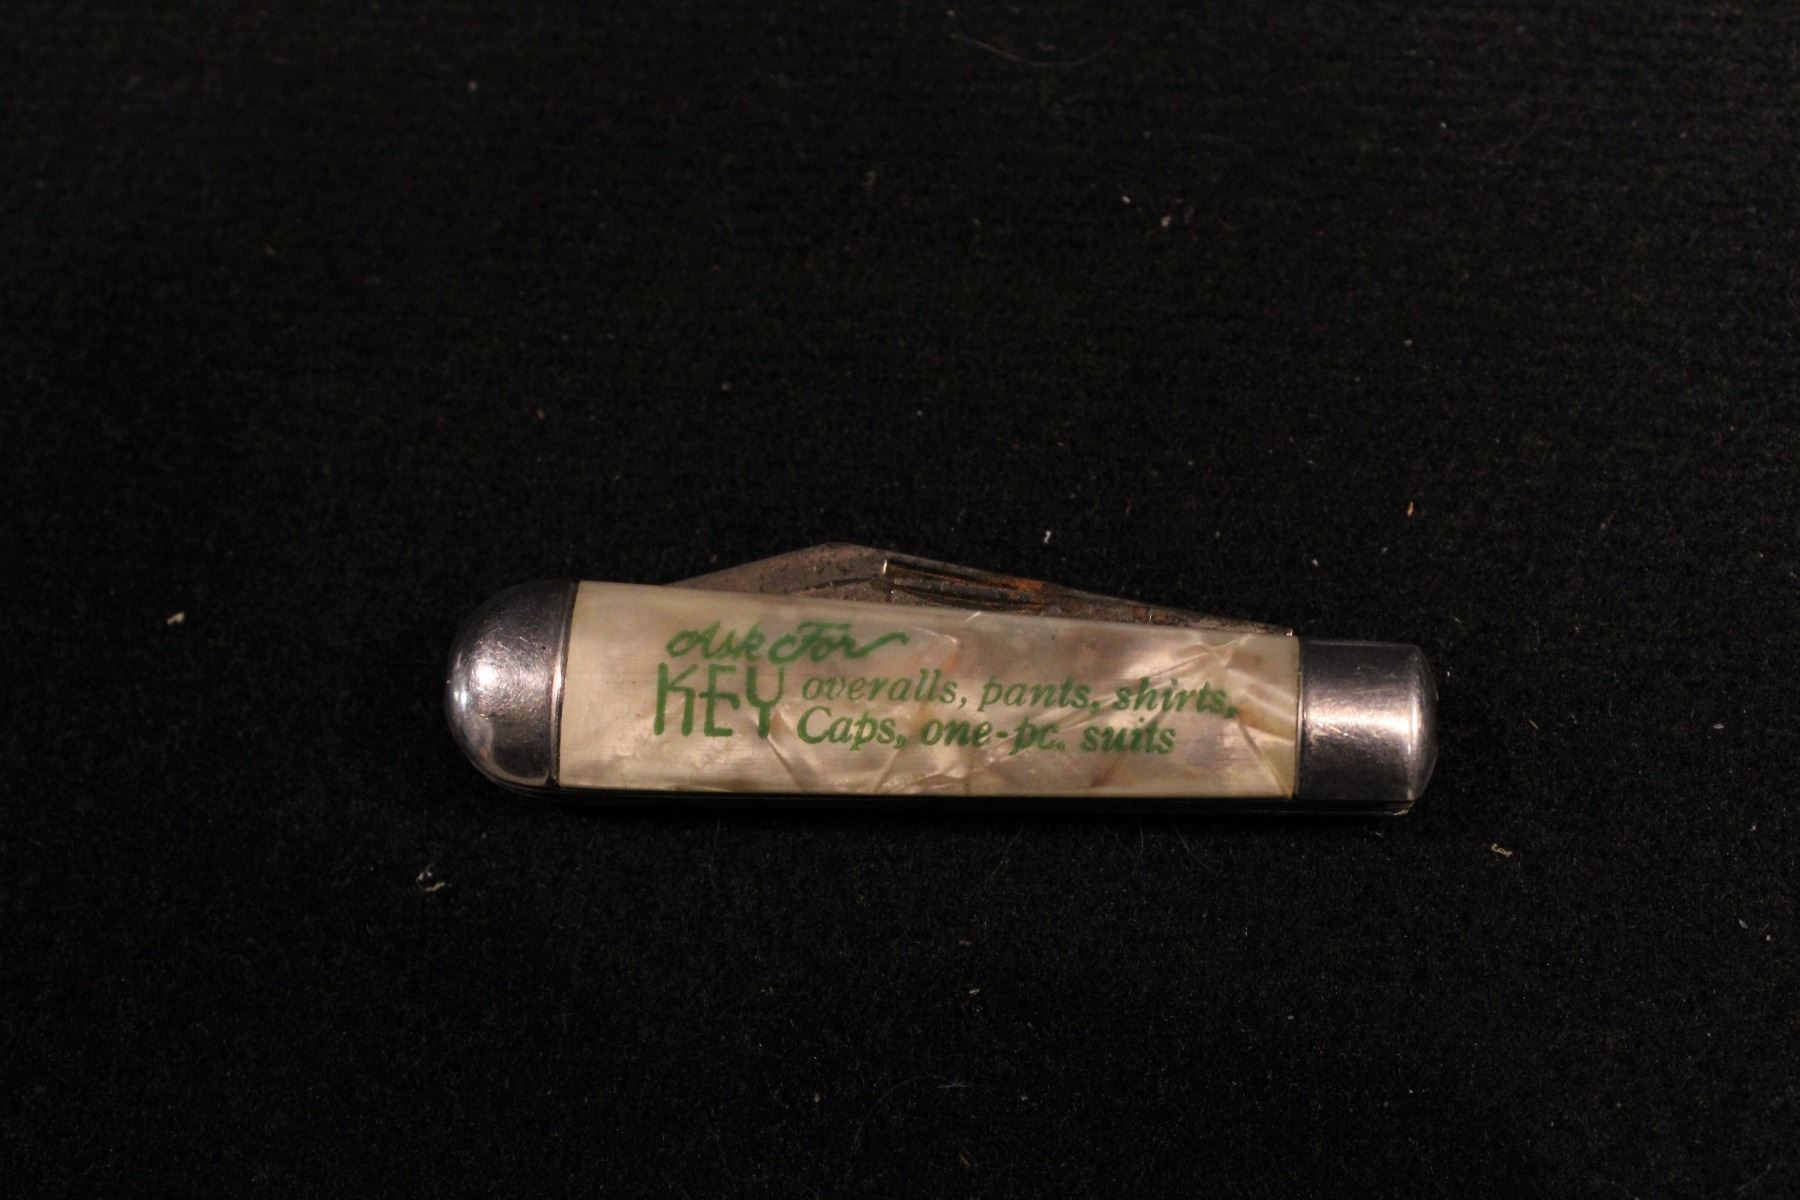 Ask For
KEY overalls, pants, shirts,
Caps, one-pc. suits